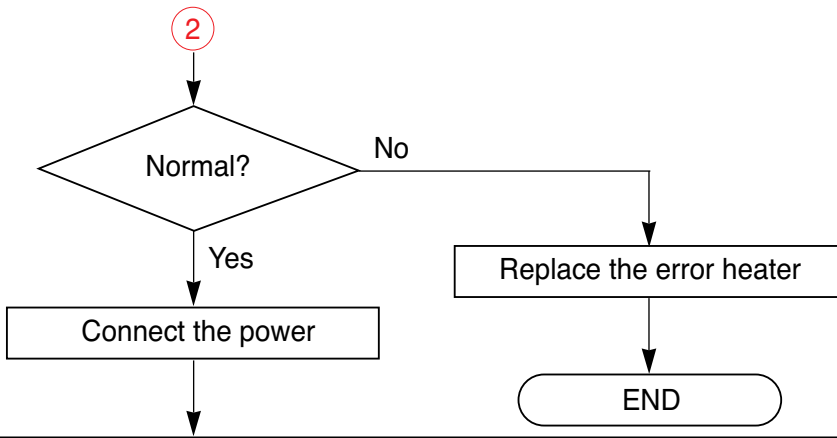 2
Normal?
No
Yes
Replace the error heater
Connect the power
END